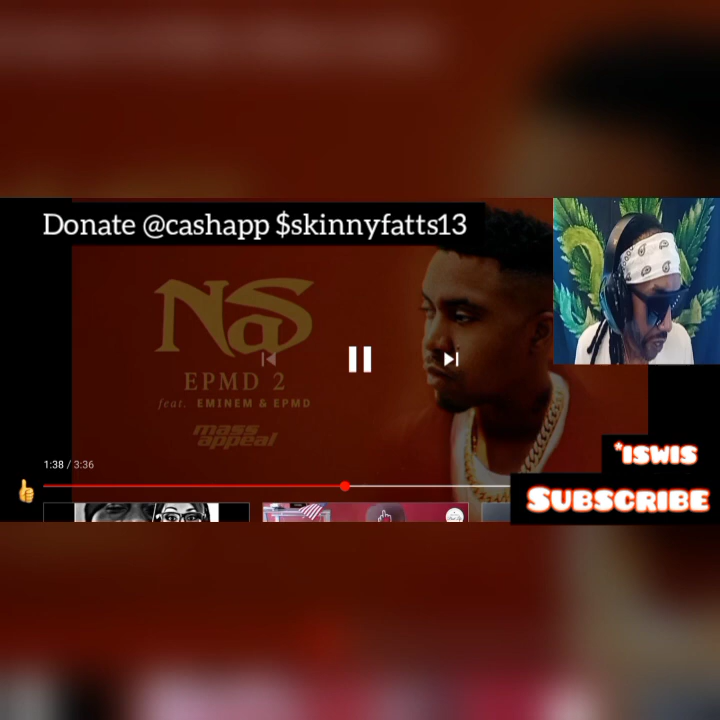 Donate @cashapp $skinnyfatts13
NaS
EPMD 2
feat. EMINEM & EPMD
mass
appeal
1:38 / 3:36
*ISWIS
SUBSCRIBE